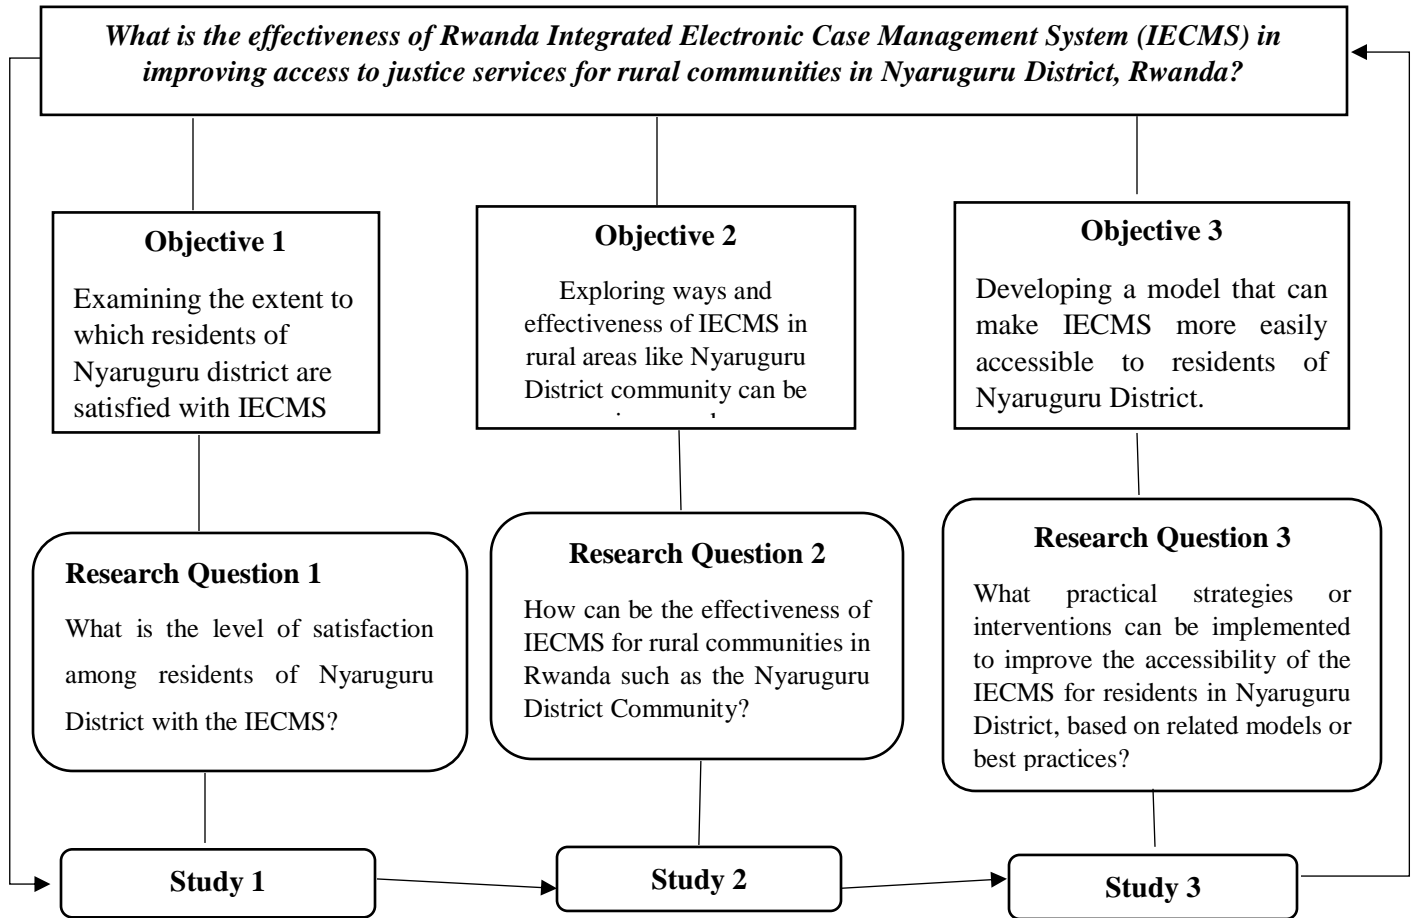 What is the effectiveness of Rwanda Integrated Electronic Case Management System (IECMS) in
improving access to justice services for rural communities in Nyaruguru District, Rwanda?
Objective 1
Examining the extent to
which residents of
Nyaruguru district are
satisfied with IECMS
Objective 2
Exploring ways and
effectiveness of IECMS in
rural areas like Nyaruguru
District community can be
Objective 3
Developing a model that can
make IECMS more easily
accessible to residents of
Nyaruguru District.
Research Question 1
What is the level of satisfaction
among residents of Nyaruguru
District with the IECMS?
Research Question 2
How can be the effectiveness of
IECMS for rural communities in
Rwanda such as the Nyaruguru
District Community?
Research Question 3
What practical strategies or
interventions can be implemented
to improve the accessibility of the
IECMS for residents in Nyaruguru
District, based on related models or
best practices?
Study 1
Study 2
Study 3